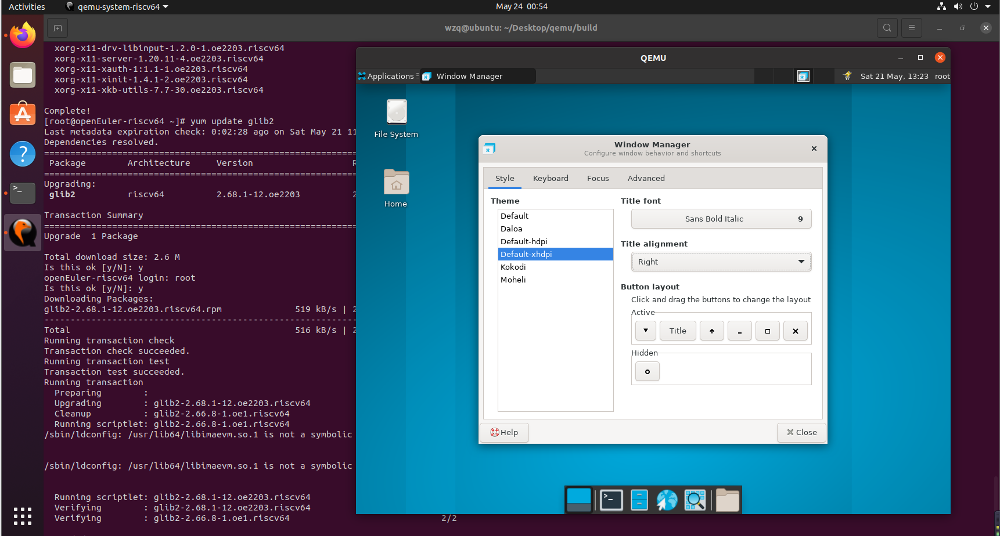 Activities
qemu-system-riscv64
May 24 00:54
wzq@ubuntu: ~/Desktop/qemu/build
xorg-x11-drv-libinput-1.2.0-1.oe2203.riscv64
xorg-x11-server-1.20.11-4.oe2203.riscv64
xorg-x11-xauth-1:1.1-1.oe2203.riscv64
xorg-x11-xinit-1.4.1-2.oe2203.riscv64
xorg-x11-xkb-utils-7.7-30.oe2203.riscv64
Complete!
[root@openEuler-riscv64 ~]# yum update glib2
Last metadata expiration check: 0:02:28 ago on Sat May 21 11
Dependencies resolved.
================================================================
Package Architecture Version R
================================================================
Upgrading:
glib2 riscv64 2.68.1-12.oe2203 2
Transaction Summary
================================================================
Upgrade 1 Package
Total download size: 2.6 M
Is this ok [y/N]: y
openEuler-riscv64 login: root
Is this ok [y/N]: y
Downloading Packages:
glib2-2.68.1-12.oe2203.riscv64.rpm 519 kB/s | 2
----------------------------------------------------------------
Total 516 kB/s | 2
Running transaction check
Transaction check succeeded.
Running transaction test
Transaction test succeeded.
Running transaction
Preparing :
Upgrading : glib2-2.68.1-12.oe2203.riscv64
Cleanup : glib2-2.66.8-1.oe1.riscv64
Running scriptlet: glib2-2.66.8-1.oe1.riscv64
/sbin/ldconfig: /usr/lib64/libimaevm.so.1 is not a symbolic
/sbin/ldconfig: /usr/lib64/libimaevm.so.1 is not a symbolic
Running scriptlet: glib2-2.68.1-12.oe2203.riscv64
Verifying : glib2-2.68.1-12.oe2203.riscv64
Verifying : glib2-2.66.8-1.oe1.riscv64 2/2
QEMU
Applications
Window Manager
Sat 21 May, 13:23
root
File System
Home
Window Manager
Configure window behavior and shortcuts
Style Keyboard Focus Advanced
Theme
Default
Daloa
Default-hdpi
Default-xhdpi
Kokodi
Moheli
Title font
Sans Bold Italic 9
Title alignment
Right
Button layout
Click and drag the buttons to change the layout
Active
Title
Hidden
Help
Close